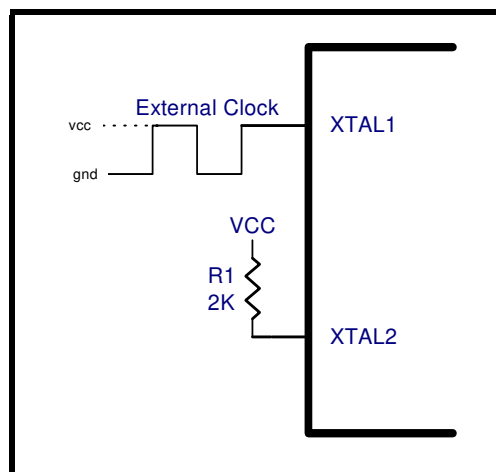 External Clock
vcc
XTAL1
gnd
VCC
R1
2K
XTAL2